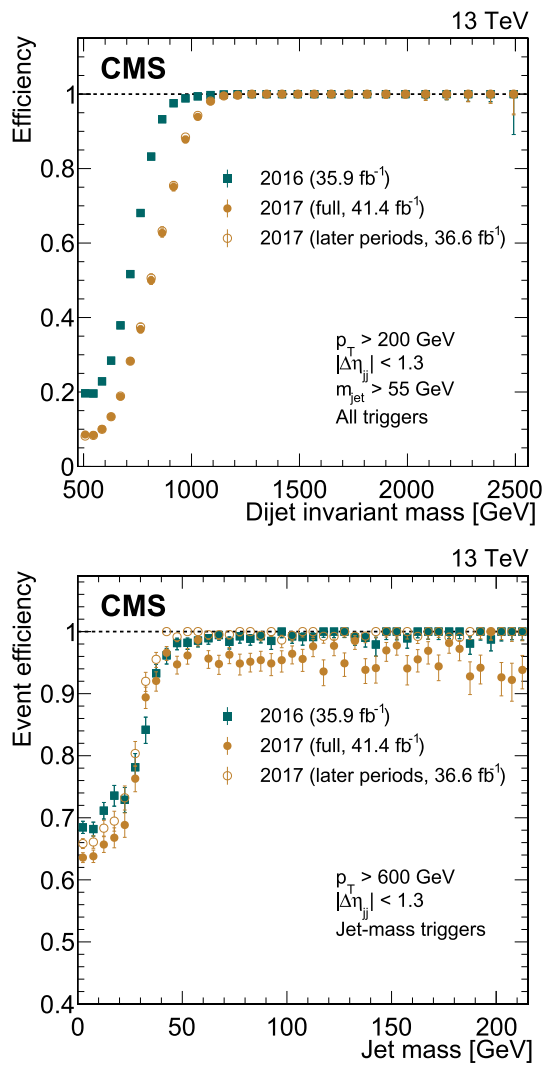 13 TeV
CMS
Efficiency
1
0.8
0.6
0.4
0.2
0
2016 (35.9 fb⁻¹)
2017 (full, 41.4 fb⁻¹)
2017 (later periods, 36.6 fb⁻¹)
p_T > 200 GeV
|Δη_jj| < 1.3
m_jet > 55 GeV
All triggers
500 1000 1500 2000 2500
Dijet invariant mass [GeV]
13 TeV
CMS
Event efficiency
1
0.9
0.8
0.7
0.6
0.5
0.4
2016 (35.9 fb⁻¹)
2017 (full, 41.4 fb⁻¹)
2017 (later periods, 36.6 fb⁻¹)
p_T > 600 GeV
|Δη_jj| < 1.3
Jet-mass triggers
0 50 100 150 200
Jet mass [GeV]